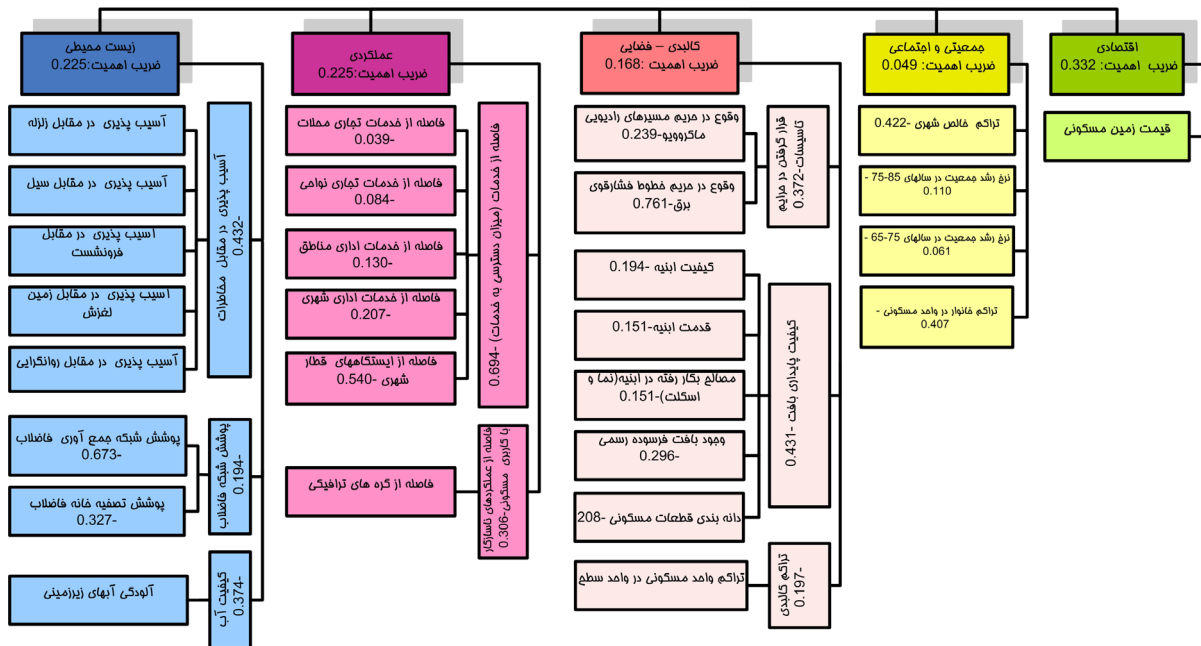 اقتصادی
ضریب اهمیت: 0.332
قیمت زمین مسکونی
جمعیتی و اجتماعی
ضریب اهمیت: 0.049
تراکم خالص شهری -0.422
نرخ رشد جمعیت در سالهای 85-75 -
0.110
نرخ رشد جمعیت در سالهای 75-65 -
0.061
تراکم خانوار در واحد مسکونی -
0.407
کالبدی – فضایی
ضریب اهمیت :0.168
قرار گرفتن در حرایم
تاسیسات-0.372
وقوع در حریم مسیرهای رادیویی
ماکروویو-0.239
وقوع در حریم خطوط فشارقوی
برق-0.761
کیفیت پایداری بافت -0.431
کیفیت ابنیه -0.194
قدمت ابنیه-0.151
مصالح بکار رفته در ابنیه(نما و
اسکلت)-0.151
وجود بافت فرسوده رسمی
-0.296
دانه بندی قطعات مسکونی -208
تراکم کالبدی
-0.197
تراکم واحد مسکونی در واحد سطح
عملکردی
ضریب اهمیت:0.225
فاصله از خدمات (میزان دسترسی به خدمات) -0.694
فاصله از خدمات تجاری محلات
-0.039
فاصله از خدمات تجاری نواحی
-0.084
فاصله از خدمات اداری مناطق
-0.130
فاصله از خدمات اداری شهری
-0.207
فاصله از ایستگاههای قطار
شهری -0.540
فاصله از عملکردهای ناسازگار
با کاربری مسکونی-0.306
فاصله از گره های ترافیکی
زیست محیطی
ضریب اهمیت:0.225
آسیب پذیری در مقابل مخاطرات
-0.432
آسیب پذیری در مقابل زلزله
آسیب پذیری در مقابل سیل
آسیب پذیری در مقابل
فرونشست
آسیب پذیری در مقابل زمین
لغزش
آسیب پذیری در مقابل روانگرایی
پوشش شبکه فاضلاب
-0.194
پوشش شبکه جمع آوری فاضلاب
-0.673
پوشش تصفیه خانه فاضلاب
-0.327
کیفیت آب
-0.374
آلودگی آبهای زیرزمینی